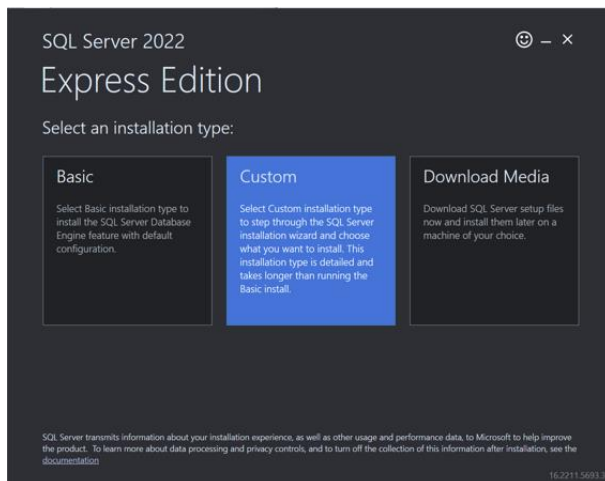 SQL Server 2022
Express Edition
Select an installation type:
Basic
Select Basic installation type to
install the SQL Server Database
Engine feature with default
configuration.
Custom
Select Custom installation type
to step through the SQL Server
installation wizard and choose
what you want to install. This
installation type is detailed and
takes longer than running the
Basic install.
Download Media
Download SQL Server setup files
now and install them later on a
machine of your choice.
SQL Server transmits information about your installation experience, as well as other usage and performance data, to Microsoft to help improve
the product. To learn more about data processing and privacy controls, and to turn off the collection of this information after installation, see the
documentation
16.2211.5693.3